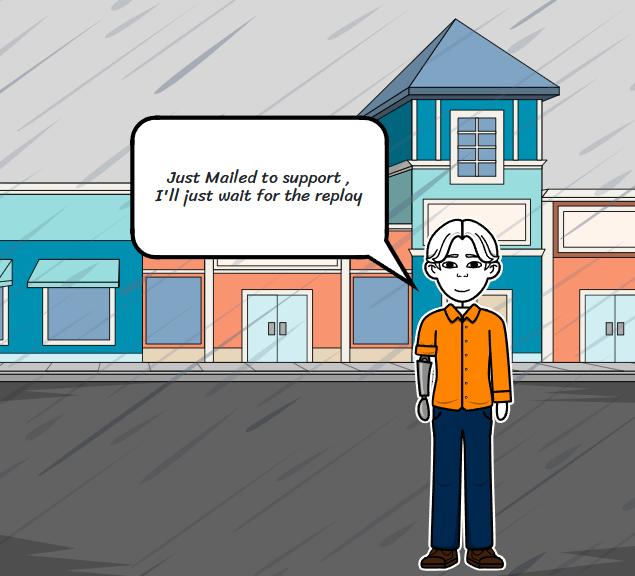 Just Mailed to support ,
I'll just wait for the replay